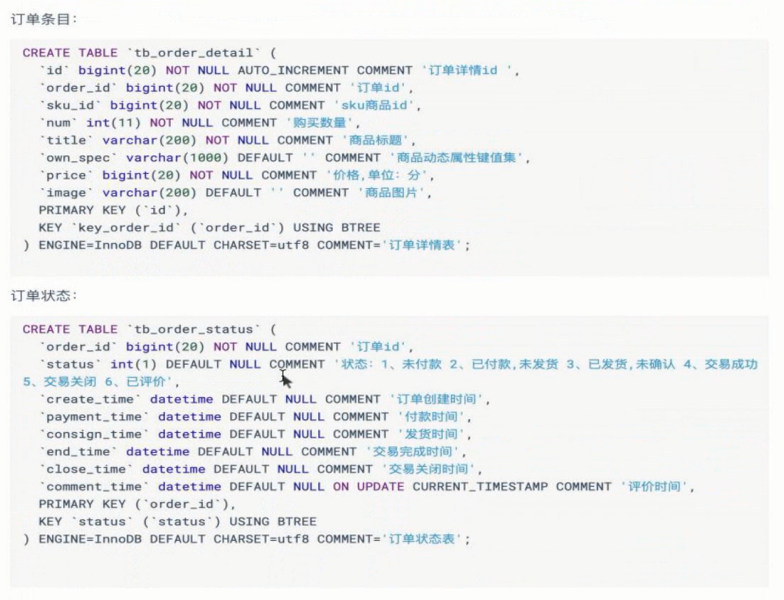 订单条目：
CREATE TABLE `tb_order_detail` (
`id` bigint(20) NOT NULL AUTO_INCREMENT COMMENT '订单详情id ',
`order_id` bigint(20) NOT NULL COMMENT '订单id',
`sku_id` bigint(20) NOT NULL COMMENT 'sku商品id',
`num` int(11) NOT NULL COMMENT '购买数量',
`title` varchar(200) NOT NULL COMMENT '商品标题',
`own_spec` varchar(1000) DEFAULT '' COMMENT '商品动态属性键值集',
`price` bigint(20) NOT NULL COMMENT '价格,单位：分',
`image` varchar(200) DEFAULT '' COMMENT '商品图片',
PRIMARY KEY (`id`),
KEY `key_order_id` (`order_id`) USING BTREE
) ENGINE=InnoDB DEFAULT CHARSET=utf8 COMMENT='订单详情表';
订单状态：
CREATE TABLE `tb_order_status` (
`order_id` bigint(20) NOT NULL COMMENT '订单id',
`status` int(1) DEFAULT NULL COMMENT '状态：1、未付款 2、已付款,未发货 3、已发货,未确认 4、交易成功
5、交易关闭 6、已评价',
`create_time` datetime DEFAULT NULL COMMENT '订单创建时间',
`payment_time` datetime DEFAULT NULL COMMENT '付款时间',
`consign_time` datetime DEFAULT NULL COMMENT '发货时间',
`end_time` datetime DEFAULT NULL COMMENT '交易完成时间',
`close_time` datetime DEFAULT NULL COMMENT '交易关闭时间',
`comment_time` datetime DEFAULT NULL ON UPDATE CURRENT_TIMESTAMP COMMENT '评价时间',
PRIMARY KEY (`order_id`),
KEY `status` (`status`) USING BTREE
) ENGINE=InnoDB DEFAULT CHARSET=utf8 COMMENT='订单状态表';